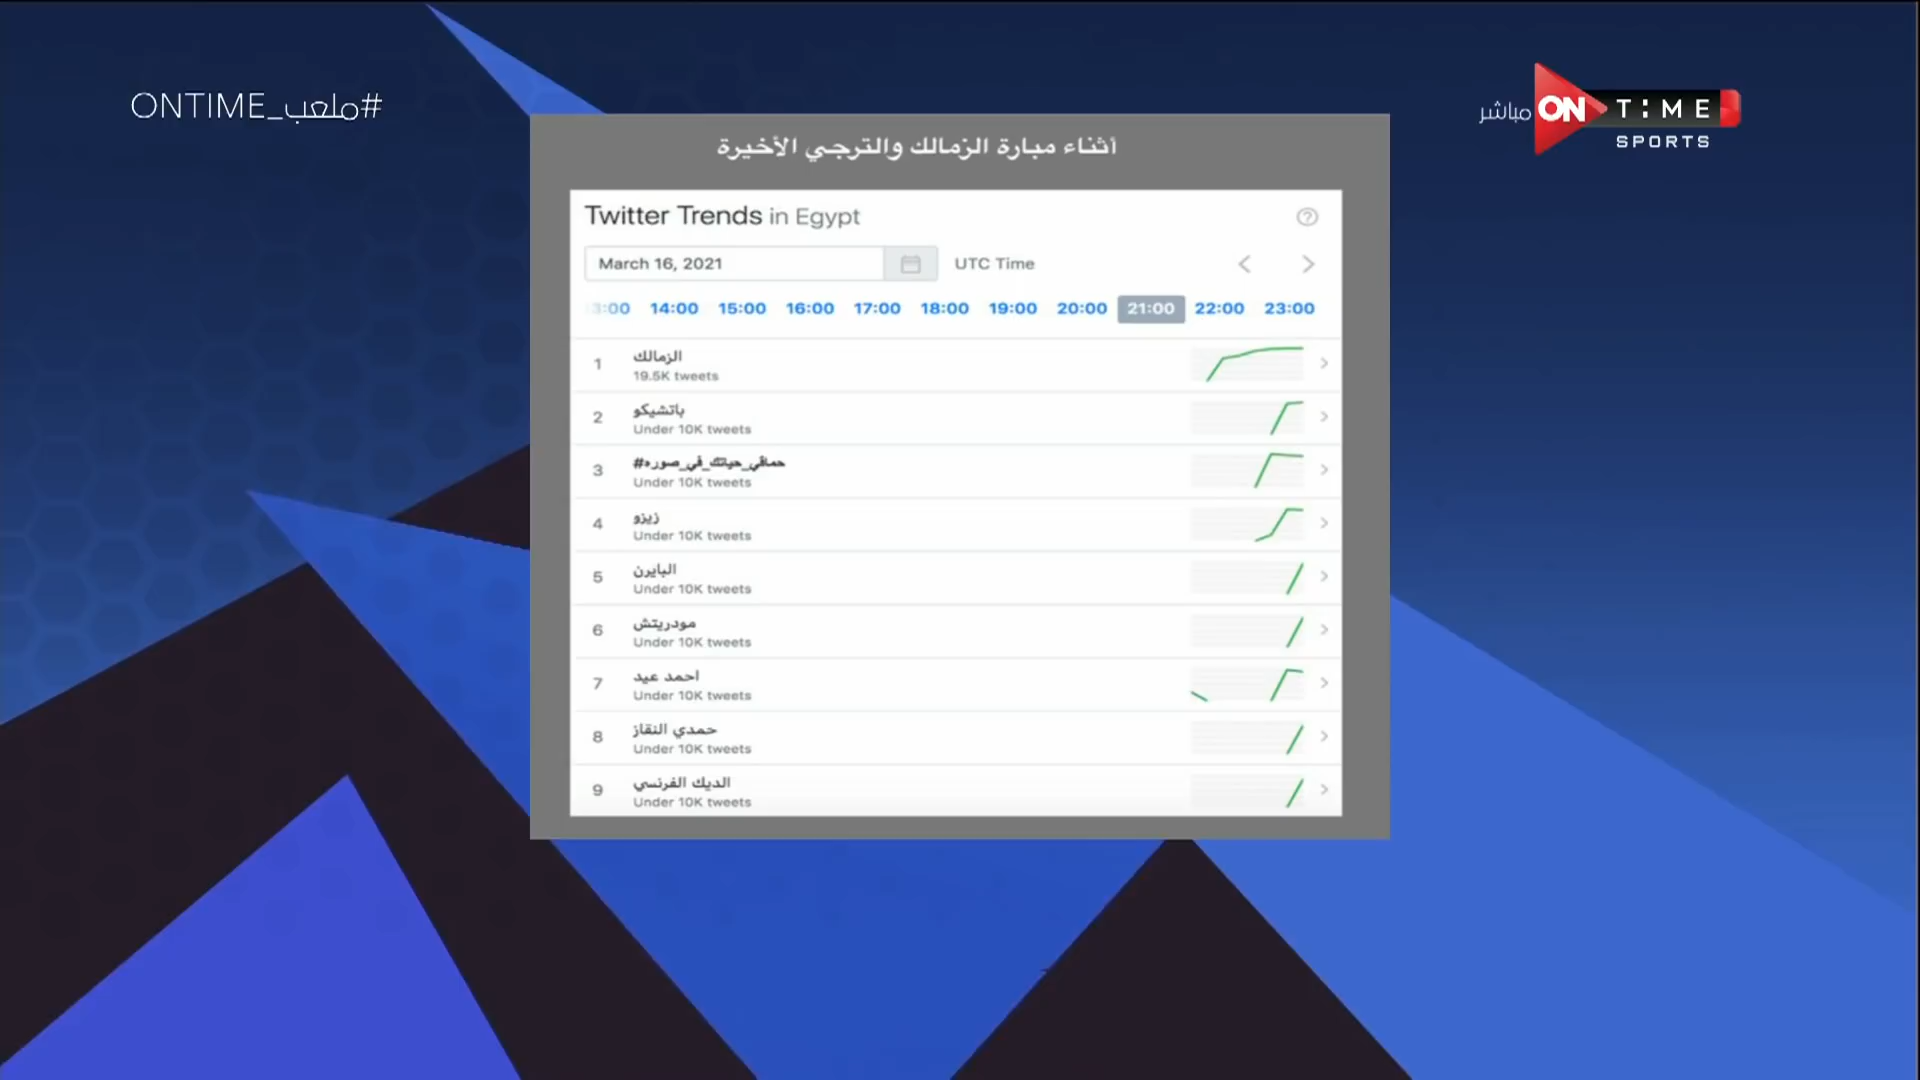 #ملعب_ONTIME
مباشر ON TIME
SPORTS
أثناء مبارة الزمالك والترجي الأخيرة
Twitter Trends in Egypt
March 16, 2021 UTC Time
3:00 14:00 15:00 16:00 17:00 18:00 19:00 20:00 21:00 22:00 23:00
1 الزمالك
19.5K tweets
2 باتشيكو
Under 10K tweets
3 #حماقي_حياتك_في_صوره
Under 10K tweets
4 زيزو
Under 10K tweets
5 البايرن
Under 10K tweets
6 مودريتش
Under 10K tweets
7 احمد عيد
Under 10K tweets
8 حمدي النقاز
Under 10K tweets
9 الديك الفرنسي
Under 10K tweets